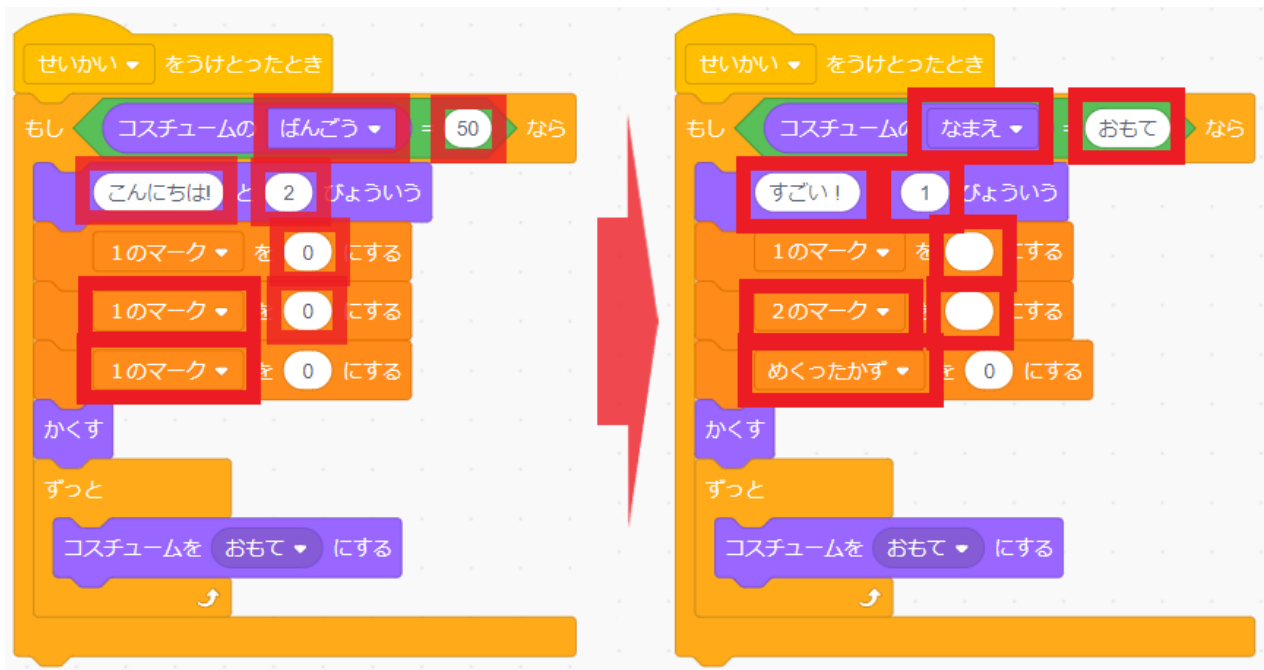 せいかい をうけとったとき
もし コスチュームの ばんごう = 50 なら
こんにちは! と 2 びょういう
1のマーク を 0 にする
1のマーク を 0 にする
1のマーク を 0 にする
かくす
ずっと
コスチュームを おもて にする
せいかい をうけとったとき
もし コスチュームの なまえ = おもて なら
すごい！ 1 びょういう
1のマーク を にする
2のマーク を にする
めくったかず を 0 にする
かくす
ずっと
コスチュームを おもて にする